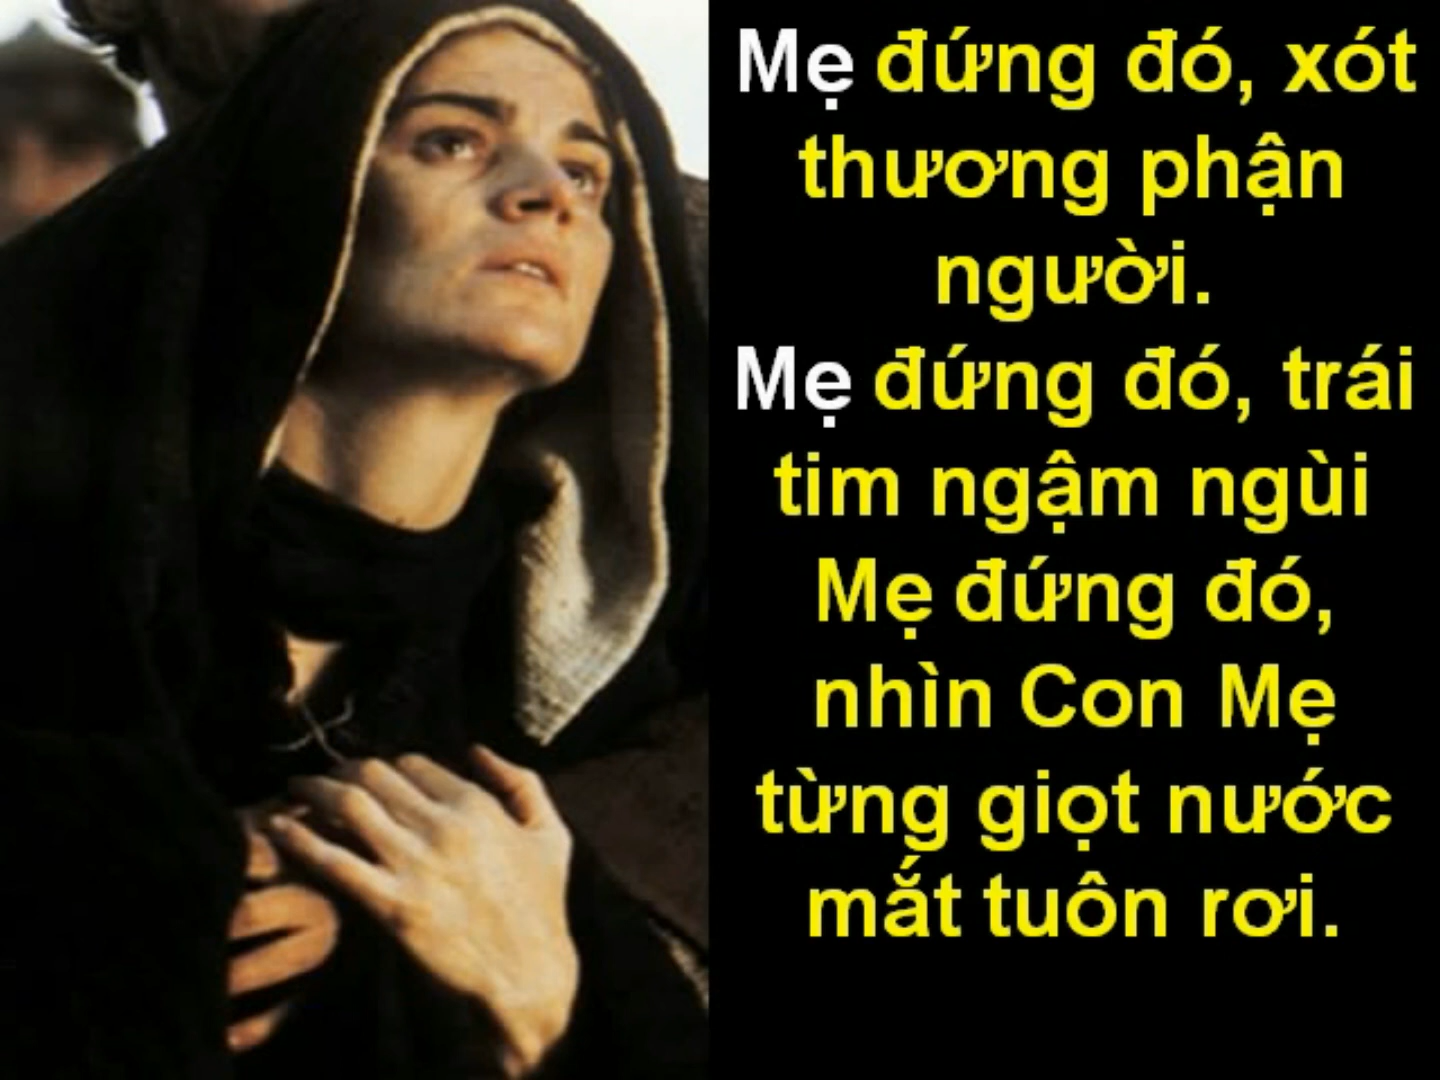 Mẹ đứng đó, xót
thương phận
người.
Mẹ đứng đó, trái
tim ngậm ngùi
Mẹ đứng đó,
nhìn Con Mẹ
từng giọt nước
mắt tuôn rơi.